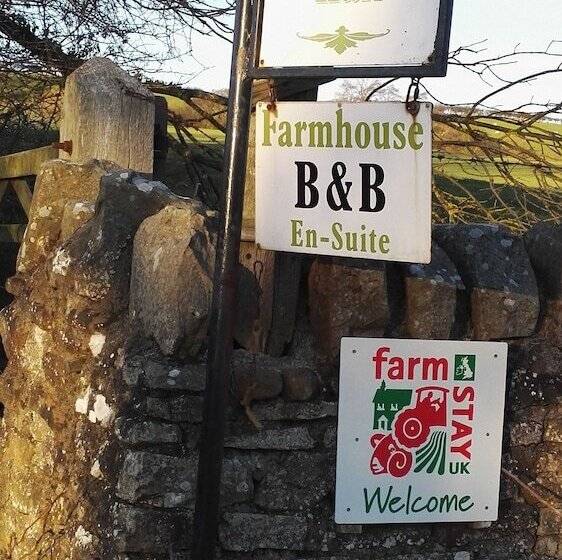 Farmhouse
B&B
En-Suite
farm
STAY
UK
Welcome